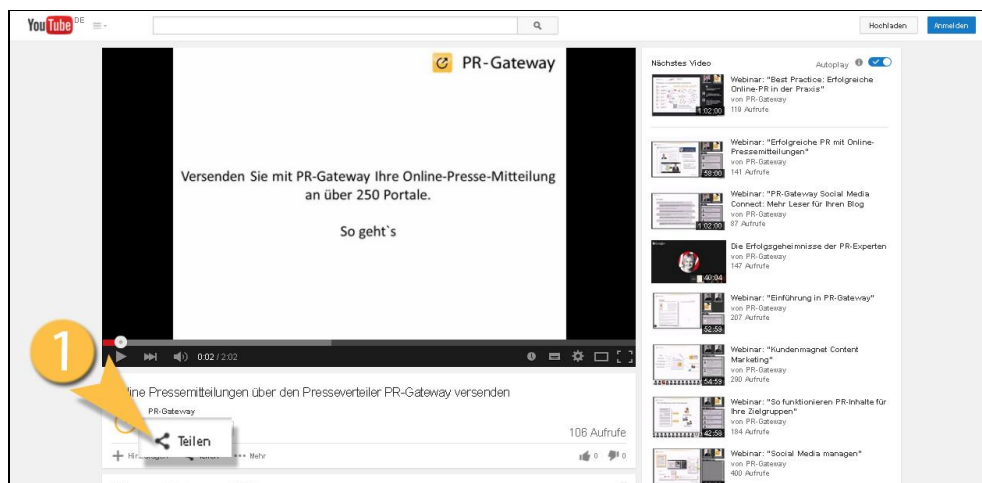 YouTube DE
Hochladen
Anmelden
PR-Gateway
Versenden Sie mit PR-Gateway Ihre Online-Presse-Mitteilung
an über 250 Portale.
So geht`s
0:02 / 2:02
1
Pressemitteilungen über den Presseverteiler PR-Gateway versenden
PR-Gateway
Teilen
106 Aufrufe
Mehr
0
0
Nächstes Video
Autoplay
Webinar: "Best Practice: Erfolgreiche
Online-PR in der Praxis"
von PR-Gateway
119 Aufrufe
1:02:00
Webinar: "Erfolgreiche PR mit Online-
Pressemitteilungen"
von PR-Gateway
141 Aufrufe
58:00
Webinar: "PR-Gateway Social Media
Connect: Mehr Leser für Ihren Blog
von PR-Gateway
87 Aufrufe
1:02:00
Die Erfolgsgeheimnisse der PR-Experten
von PR-Gateway
147 Aufrufe
40:04
Webinar: "Einführung in PR-Gateway"
von PR-Gateway
207 Aufrufe
52:59
Webinar: "Kundenmagnet Content
Marketing"
von PR-Gateway
290 Aufrufe
54:59
Webinar: "So funktionieren PR-Inhalte für
Ihre Zielgruppen"
von PR-Gateway
184 Aufrufe
42:58
Webinar: "Social Media managen"
von PR-Gateway
400 Aufrufe